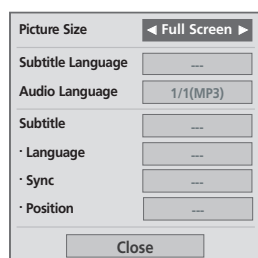 Picture Size ◀ Full Screen ▶
Subtitle Language ---
Audio Language 1/1(MP3)
Subtitle ---
· Language ---
· Sync ---
· Position ---
Close